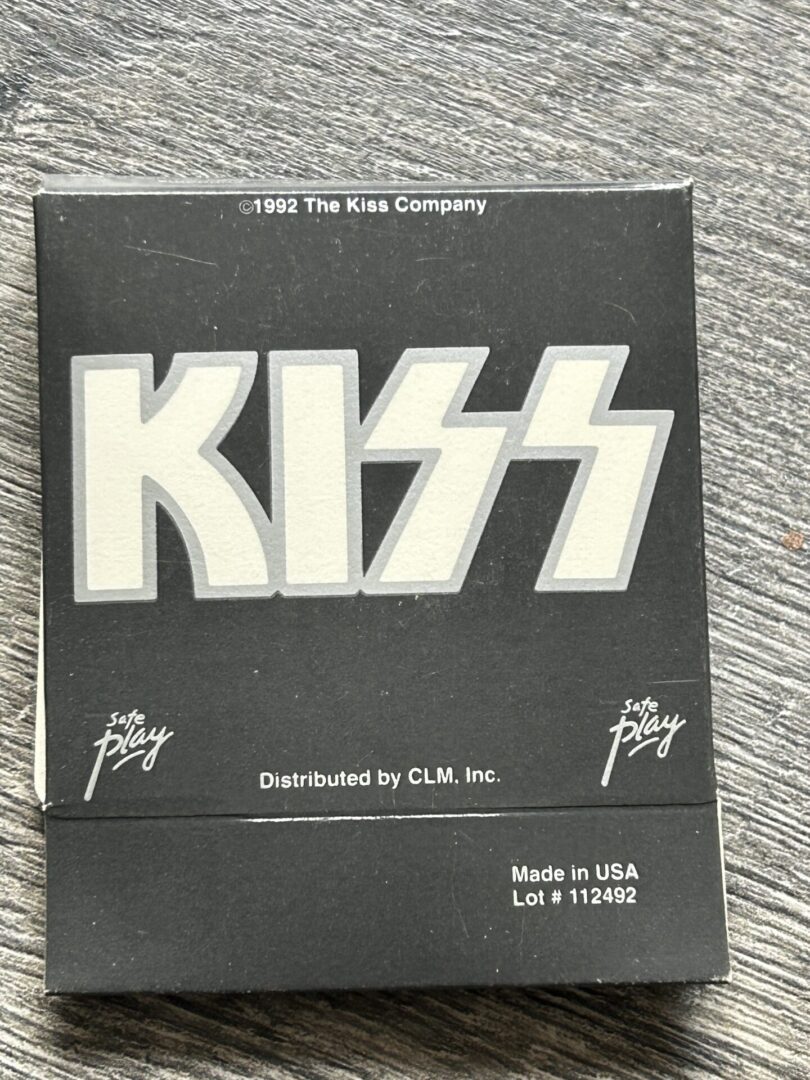 ©1992 The Kiss Company
KISS
Safe
play
Safe
play
Distributed by CLM, Inc.
Made in USA
Lot # 112492